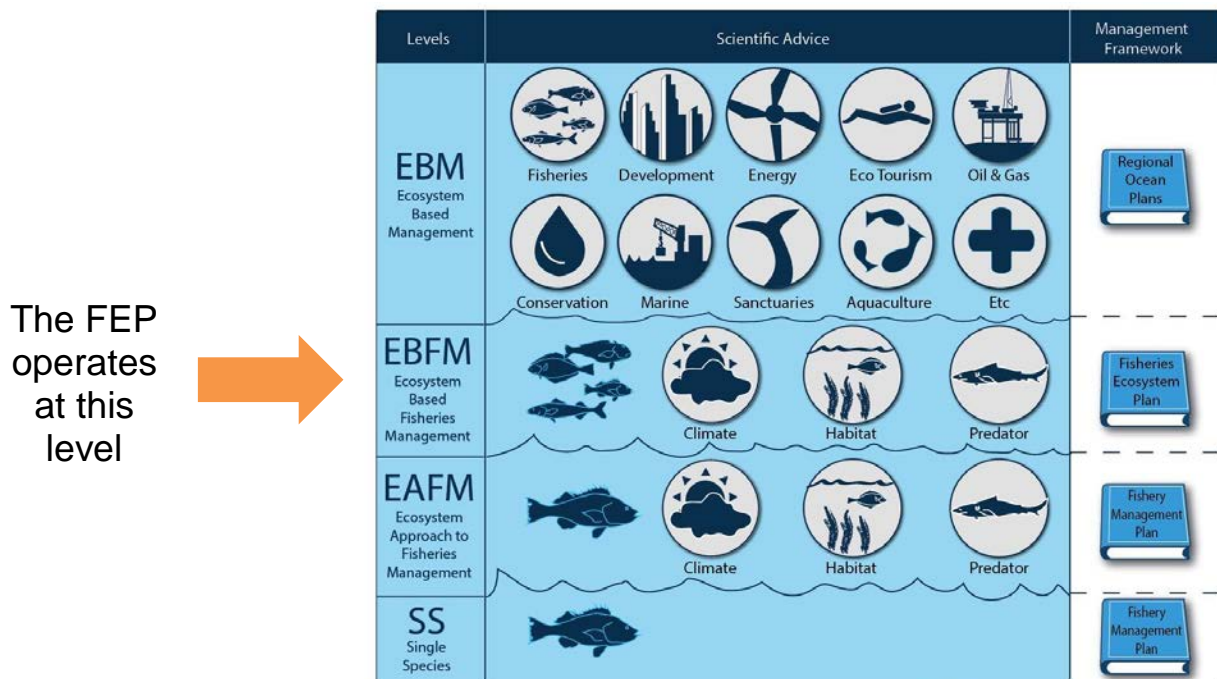 The FEP
operates
at this
level
Levels
Scientific Advice
Management
Framework
EBM
Ecosystem
Based
Management
Fisheries
Development
Energy
Eco Tourism
Oil & Gas
Conservation
Marine
Sanctuaries
Aquaculture
Etc
Regional
Ocean
Plans
EBFM
Ecosystem
Based
Fisheries
Management
Climate
Habitat
Predator
Fisheries
Ecosystem
Plan
EAFM
Ecosystem
Approach to
Fisheries
Management
Climate
Habitat
Predator
Fishery
Management
Plan
SS
Single
Species
Fishery
Management
Plan